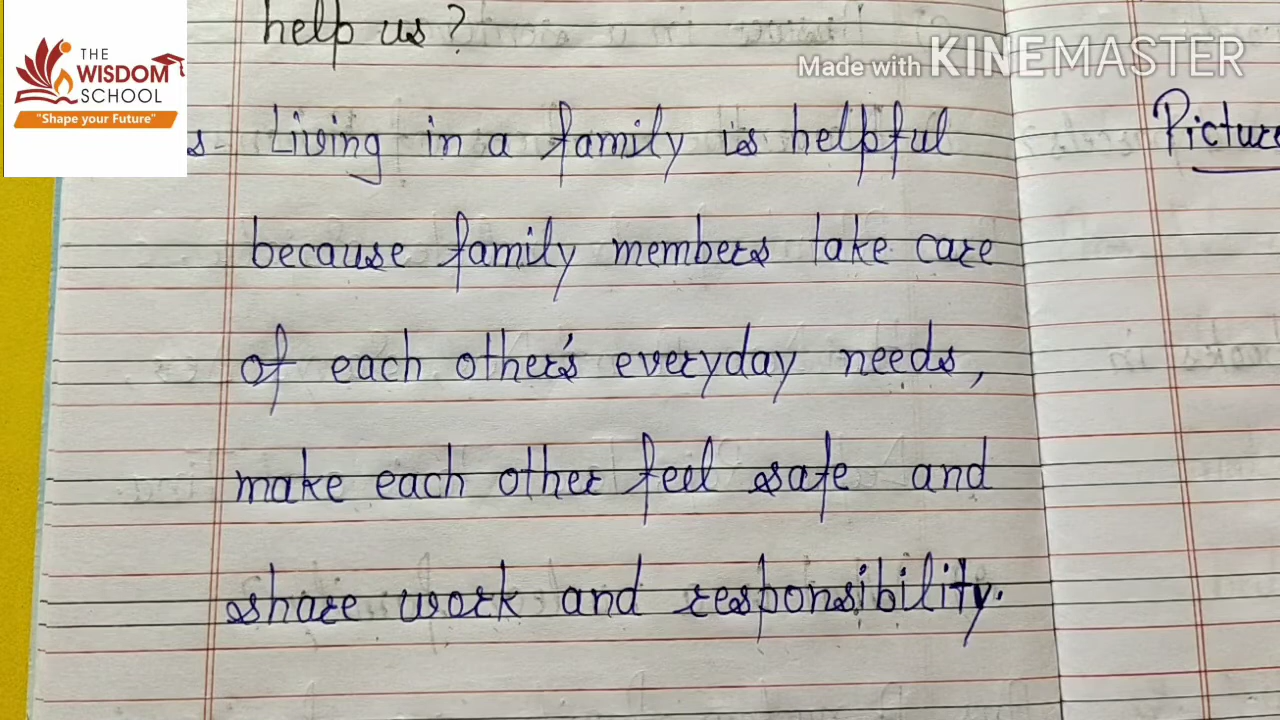 help us?
THE
WISDOM
SCHOOL
"Shape your Future"
Made with KINEMASTER
s- Living in a family is helpful
Picture
because family members take care
of each other's everyday needs,
make each other feel safe and
share work and responsibility.